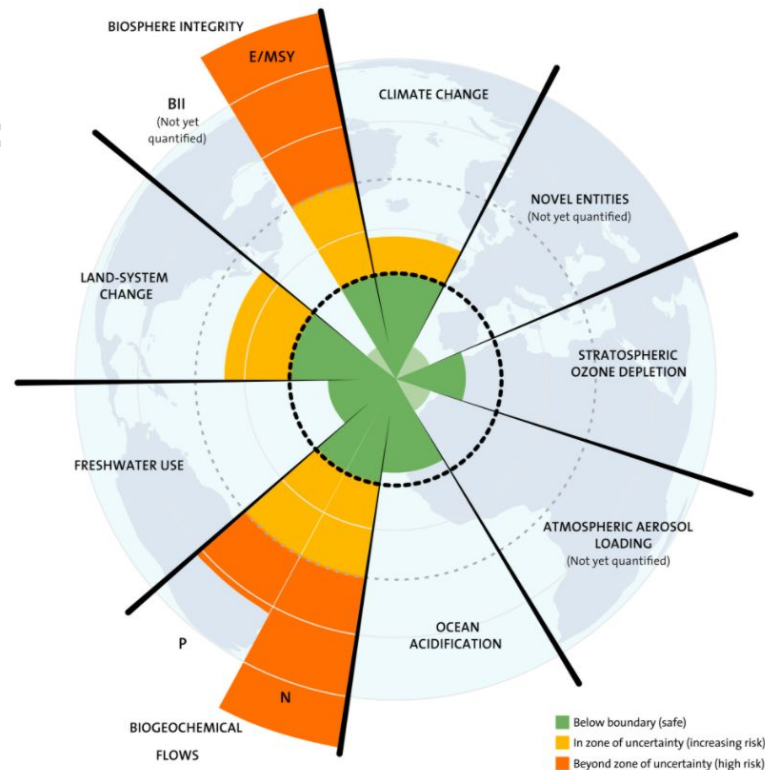 BIOSPHERE INTEGRITY
E/MSY
BII
(Not yet
quantified)
CLIMATE CHANGE
NOVEL ENTITIES
(Not yet quantified)
STRATOSPHERIC
OZONE DEPLETION
ATMOSPHERIC AEROSOL
LOADING
(Not yet quantified)
OCEAN
ACIDIFICATION
BIOGEOCHEMICAL
FLOWS
P
N
FRESHWATER USE
LAND-SYSTEM
CHANGE
Below boundary (safe)
In zone of uncertainty (increasing risk)
Beyond zone of uncertainty (high risk)